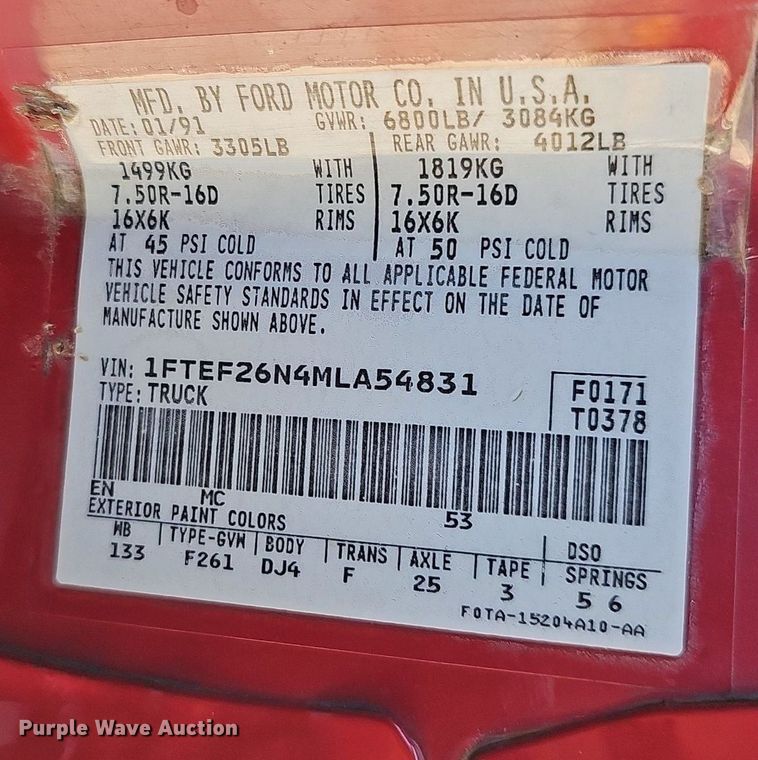 MFD. BY FORD MOTOR CO. IN U.S.A.
DATE: 01/91 GVWR: 6800LB/ 3084KG
FRONT GAWR: 3305LB REAR GAWR: 4012LB
1499KG WITH 1819KG WITH
7.50R-16D TIRES 7.50R-16D TIRES
16X6K RIMS 16X6K RIMS
AT 45 PSI COLD AT 50 PSI COLD
THIS VEHICLE CONFORMS TO ALL APPLICABLE FEDERAL MOTOR
VEHICLE SAFETY STANDARDS IN EFFECT ON THE DATE OF
MANUFACTURE SHOWN ABOVE.
VIN: 1FTEF26N4MLA54831 F0171
TYPE: TRUCK T0378
EN MC
EXTERIOR PAINT COLORS 53 DSO
WB TYPE-GVW BODY TRANS AXLE TAPE SPRINGS
133 F261 DJ4 F 25 3 5 6
F0TA-15204A10-AA
Purple Wave Auction